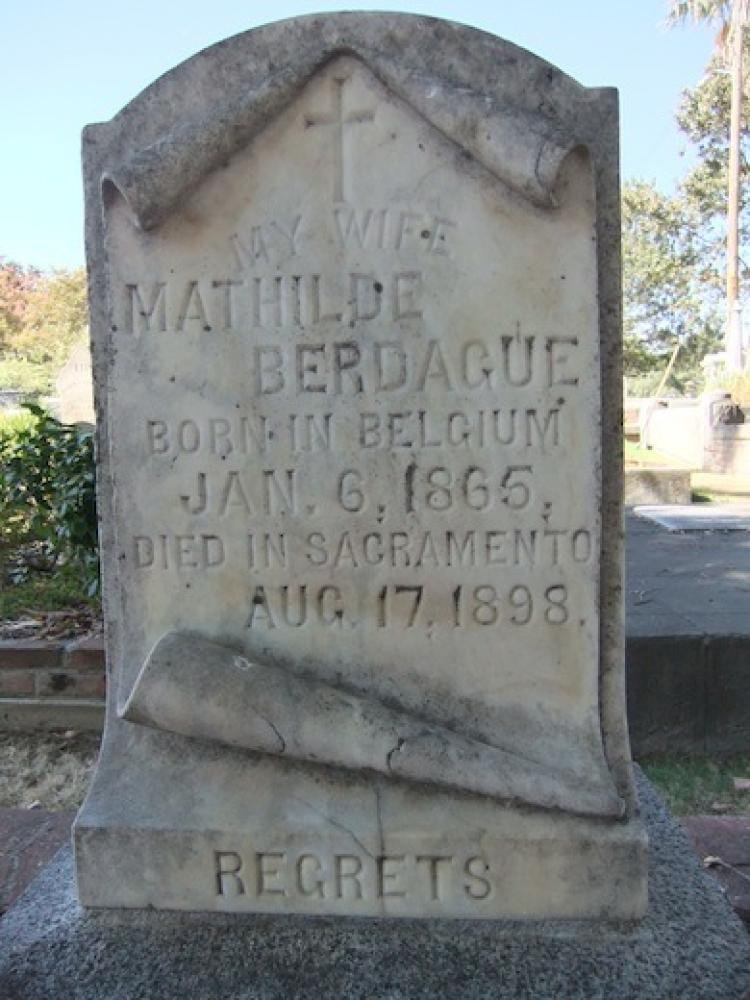 MY WIFE
MATHILDE
BERDAGUE
BORN IN BELGIUM
JAN. 6, 1865,
DIED IN SACRAMENTO
AUG. 17, 1898.
REGRETS